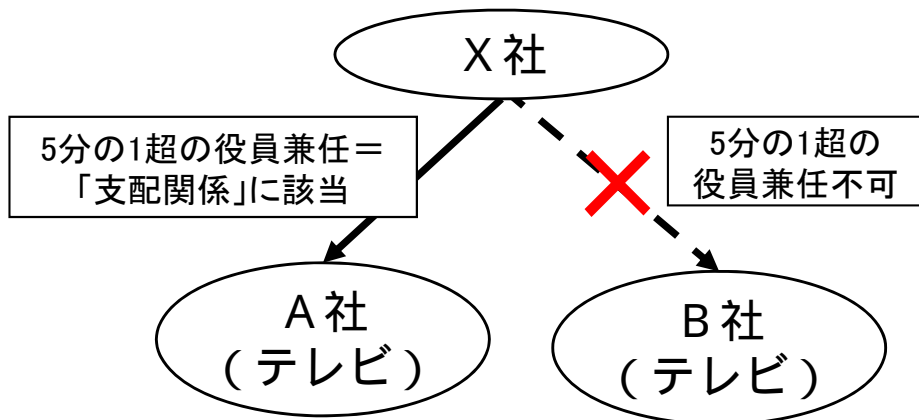 X社
5分の1超の役員兼任＝
「支配関係」に該当
5分の1超の
役員兼任不可
A社
(テレビ)
B社
(テレビ)